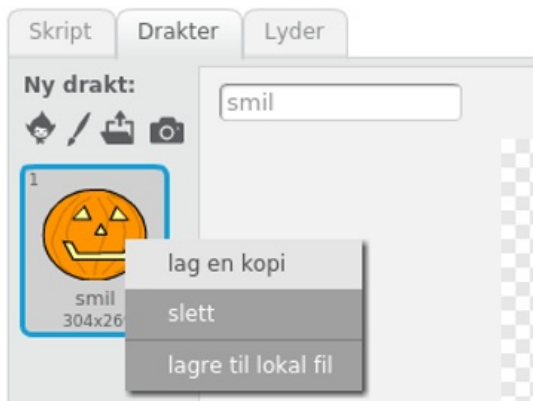 Skript Drakter Lyder
Ny drakt:
smil
1
smil
lag en kopi
slett
lagre til lokal fil